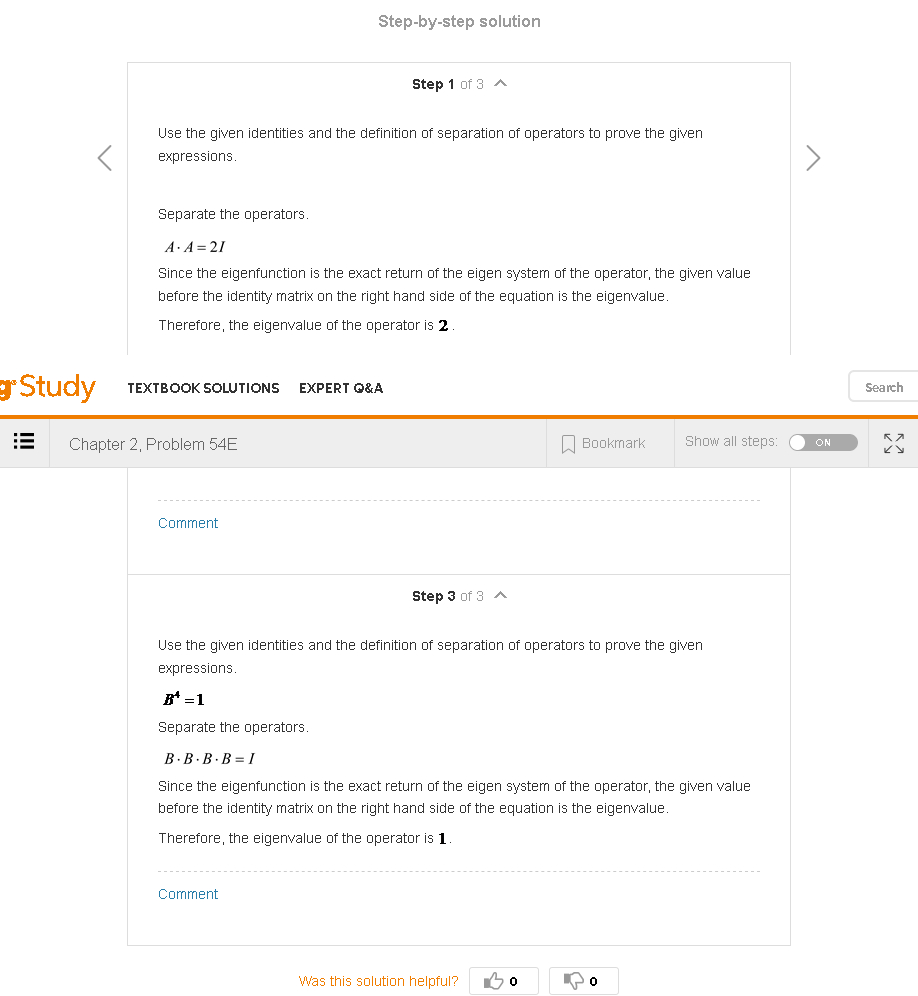 Step-by-step solution
Step 1 of 3
Use the given identities and the definition of separation of operators to prove the given
expressions.
Separate the operators.
A · A = 2I
Since the eigenfunction is the exact return of the eigen system of the operator, the given value
before the identity matrix on the right hand side of the equation is the eigenvalue.
Therefore, the eigenvalue of the operator is 2 .
g® Study
TEXTBOOK SOLUTIONS EXPERT Q&A
Search
Chapter 2, Problem 54E
Bookmark
Show all steps: ON
Comment
Step 3 of 3
Use the given identities and the definition of separation of operators to prove the given
expressions.
B⁴ = 1
Separate the operators.
B · B · B · B = I
Since the eigenfunction is the exact return of the eigen system of the operator, the given value
before the identity matrix on the right hand side of the equation is the eigenvalue.
Therefore, the eigenvalue of the operator is 1 .
Comment
Was this solution helpful? 0 0